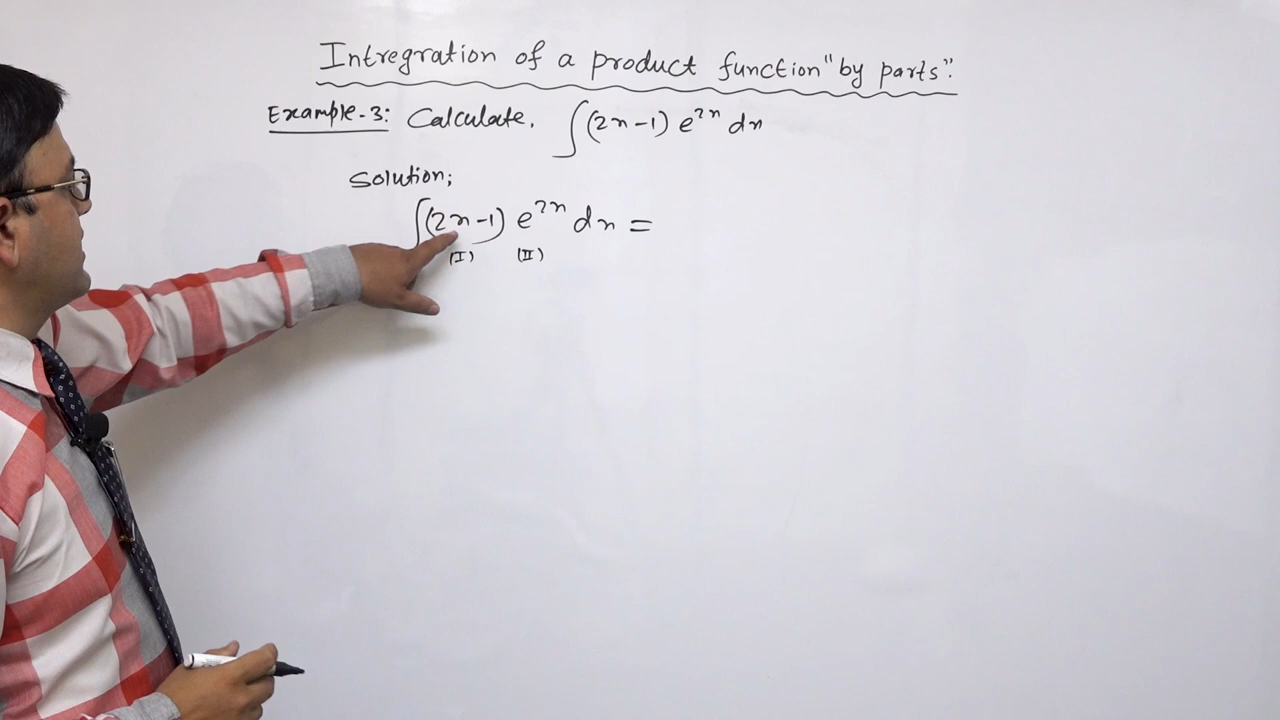 Intregration of a product function "by parts".
Example-3: Calculate. ∫(2x-1) e^{2x} dx
Solution;
∫(2x-1) e^{2x} dx =
(I) (II)